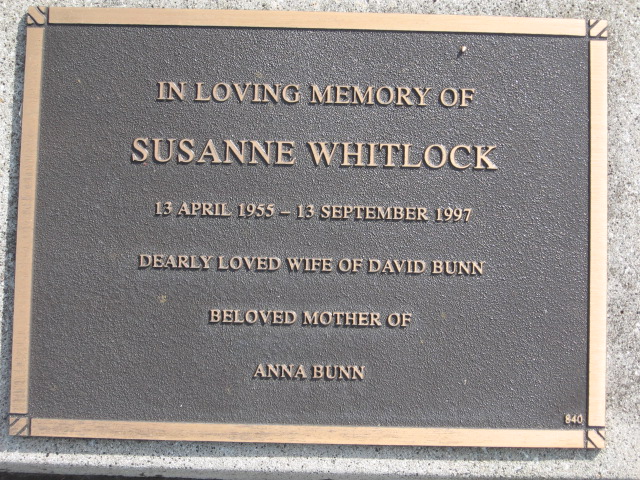 IN LOVING MEMORY OF
SUSANNE WHITLOCK
13 APRIL 1955 – 13 SEPTEMBER 1997
DEARLY LOVED WIFE OF DAVID BUNN
BELOVED MOTHER OF
ANNA BUNN
840